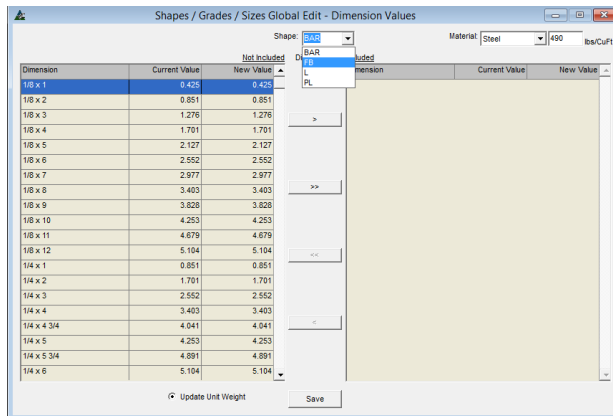 Shapes / Grades / Sizes Global Edit - Dimension Values
Shape: BAR Material: Steel 490 lbs/CuFt
BAR
FB
L
PL
Not Included
Dimension Current Value New Value
1/8 x 1 0.425 0.425
1/8 x 2 0.851 0.851
1/8 x 3 1.276 1.276
1/8 x 4 1.701 1.701
1/8 x 5 2.127 2.127
1/8 x 6 2.552 2.552
1/8 x 7 2.977 2.977
1/8 x 8 3.403 3.403
1/8 x 9 3.828 3.828
1/8 x 10 4.253 4.253
1/8 x 11 4.679 4.679
1/8 x 12 5.104 5.104
1/4 x 1 0.851 0.851
1/4 x 2 1.701 1.701
1/4 x 3 2.552 2.552
1/4 x 4 3.403 3.403
1/4 x 4 3/4 4.041 4.041
1/4 x 5 4.253 4.253
1/4 x 5 3/4 4.891 4.891
1/4 x 6 5.104 5.104
>
>>
<<
<
Current Value New Value
Update Unit Weight
Save